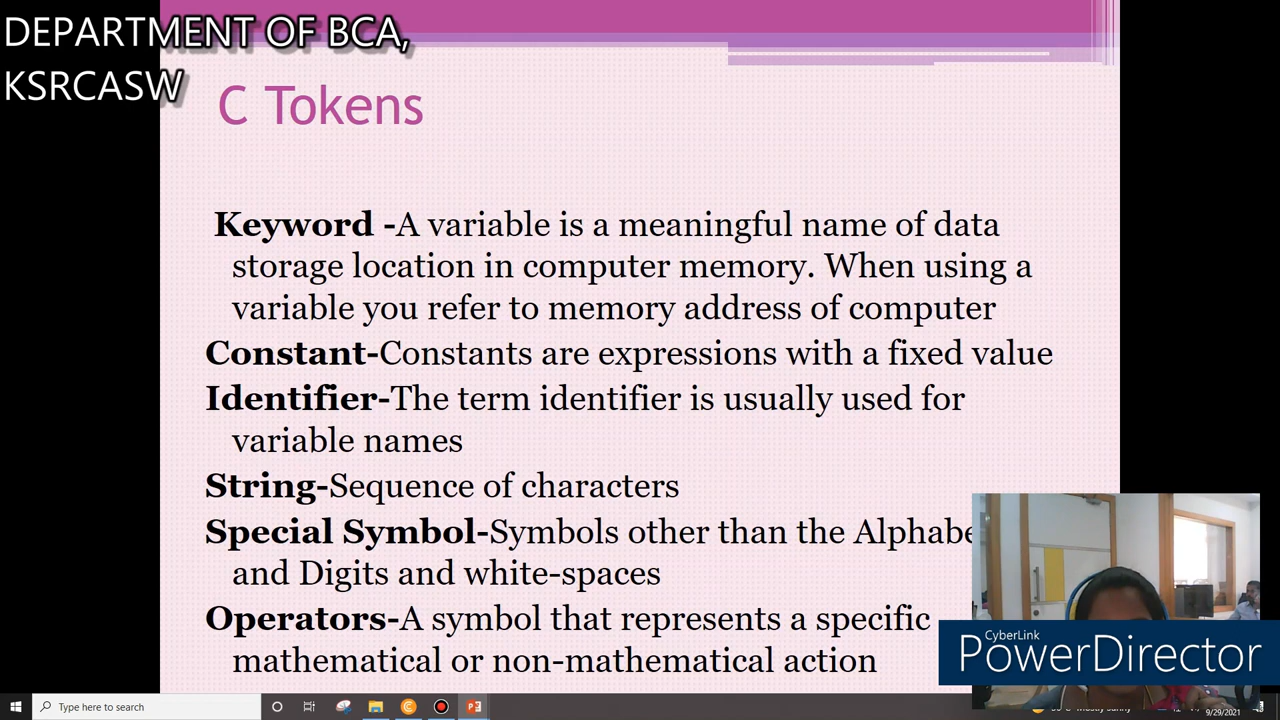 DEPARTMENT OF BCA,
KSRCASW
C Tokens
Keyword -A variable is a meaningful name of data
storage location in computer memory. When using a
variable you refer to memory address of computer
Constant-Constants are expressions with a fixed value
Identifier-The term identifier is usually used for
variable names
String-Sequence of characters
Special Symbol-Symbols other than the Alphabe
and Digits and white-spaces
Operators-A symbol that represents a specific
mathematical or non-mathematical action
CyberLink
PowerDirector
Type here to search
9/29/2021